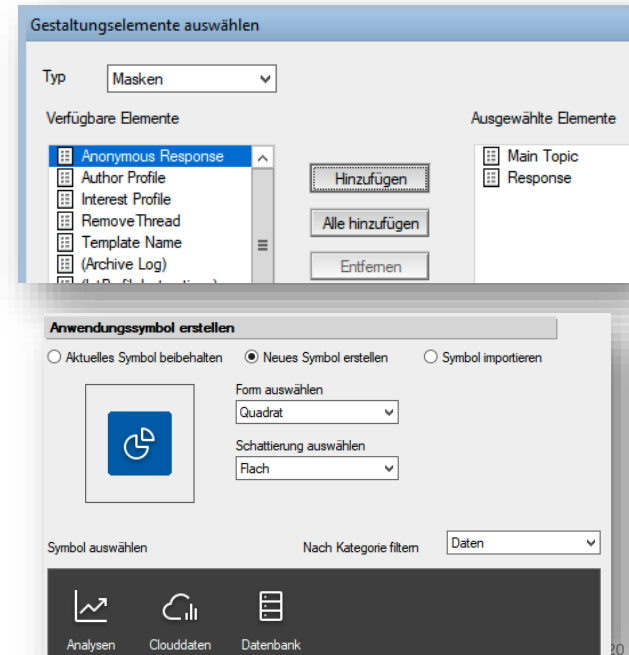 Gestaltungselemente auswählen
Typ Masken
Verfügbare Elemente Ausgewählte Elemente
Anonymous Response Main Topic
Author Profile Hinzufügen Response
Interest Profile
RemoveThread Alle hinzufügen
Template Name
(Archive Log) Entfernen
Anwendungssymbol erstellen
Aktuelles Symbol beibehalten Neues Symbol erstellen Symbol importieren
Form auswählen
Quadrat
Schattierung auswählen
Flach
Symbol auswählen Nach Kategorie filtern Daten
Analysen Clouddaten Datenbank
20